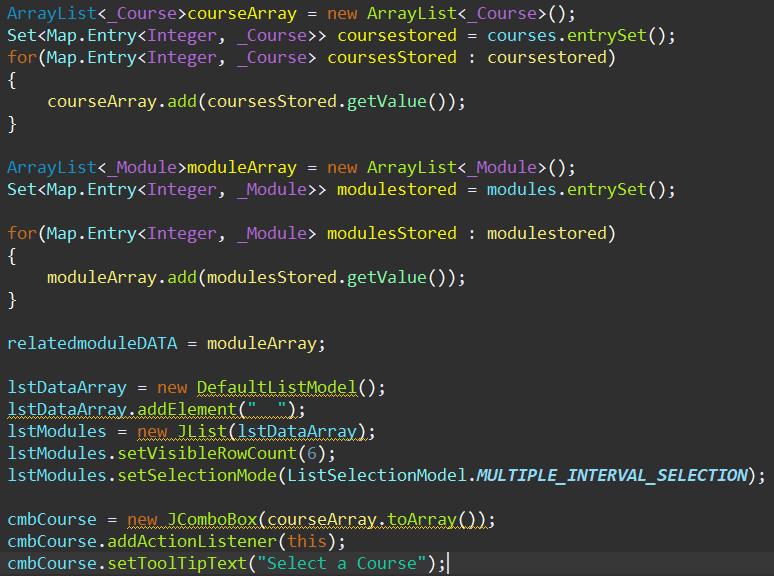 ArrayList<_Course>courseArray = new ArrayList<_Course>();
Set<Map.Entry<Integer, _Course>> coursestored = courses.entrySet();
for(Map.Entry<Integer, _Course> coursesStored : coursestored)
{
    courseArray.add(coursesStored.getValue());
}

ArrayList<_Module>moduleArray = new ArrayList<_Module>();
Set<Map.Entry<Integer, _Module>> modulestored = modules.entrySet();

for(Map.Entry<Integer, _Module> modulesStored : modulestored)
{
    moduleArray.add(modulesStored.getValue());
}

relatedmoduleDATA = moduleArray;

lstDataArray = new DefaultListModel();
lstDataArray.addElement("  ");
lstModules = new JList(lstDataArray);
lstModules.setVisibleRowCount(6);
lstModules.setSelectionMode(ListSelectionModel.MULTIPLE_INTERVAL_SELECTION);

cmbCourse = new JComboBox(courseArray.toArray());
cmbCourse.addActionListener(this);
cmbCourse.setToolTipText("Select a Course");